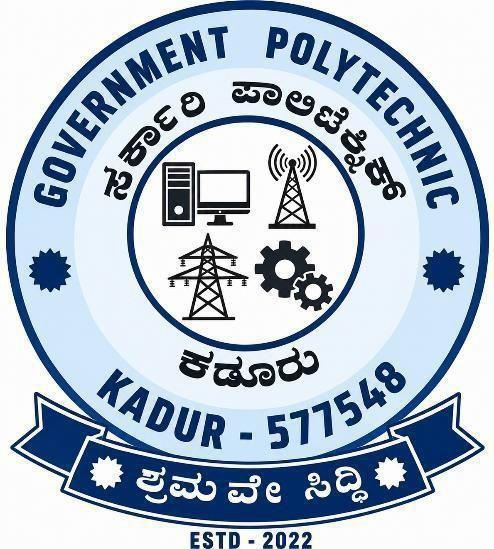 GOVERNMENT POLYTECHNIC
ಸರ್ಕಾರಿ ಪಾಲಿಟೆಕ್ನಿಕ್
ಕಡೂರು
KADUR - 577548
ಶ್ರಮವೇ ಸಿದ್ಧಿ
ESTD - 2022